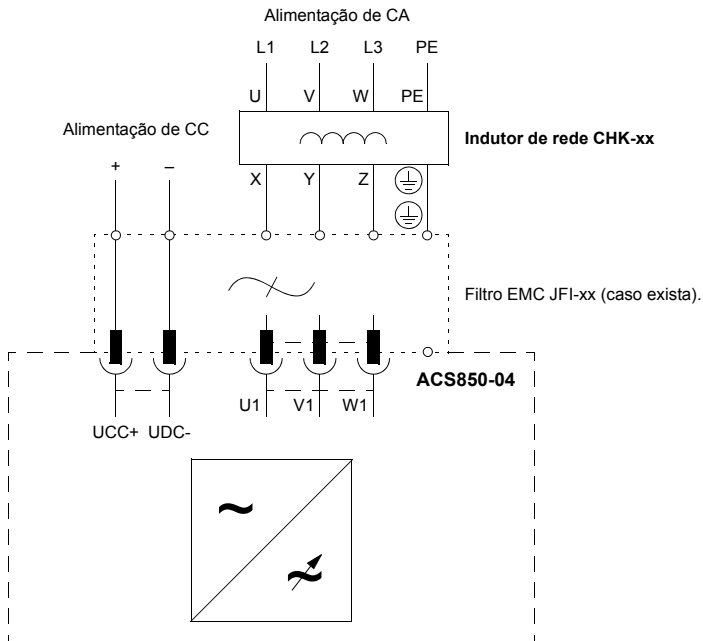 Alimentação de CA
L1 L2 L3 PE
U V W PE
Alimentação de CC
Indutor de rede CHK-xx
+ –
X Y Z
Filtro EMC JFI-xx (caso exista).
ACS850-04
U1 V1 W1
UCC+ UDC-